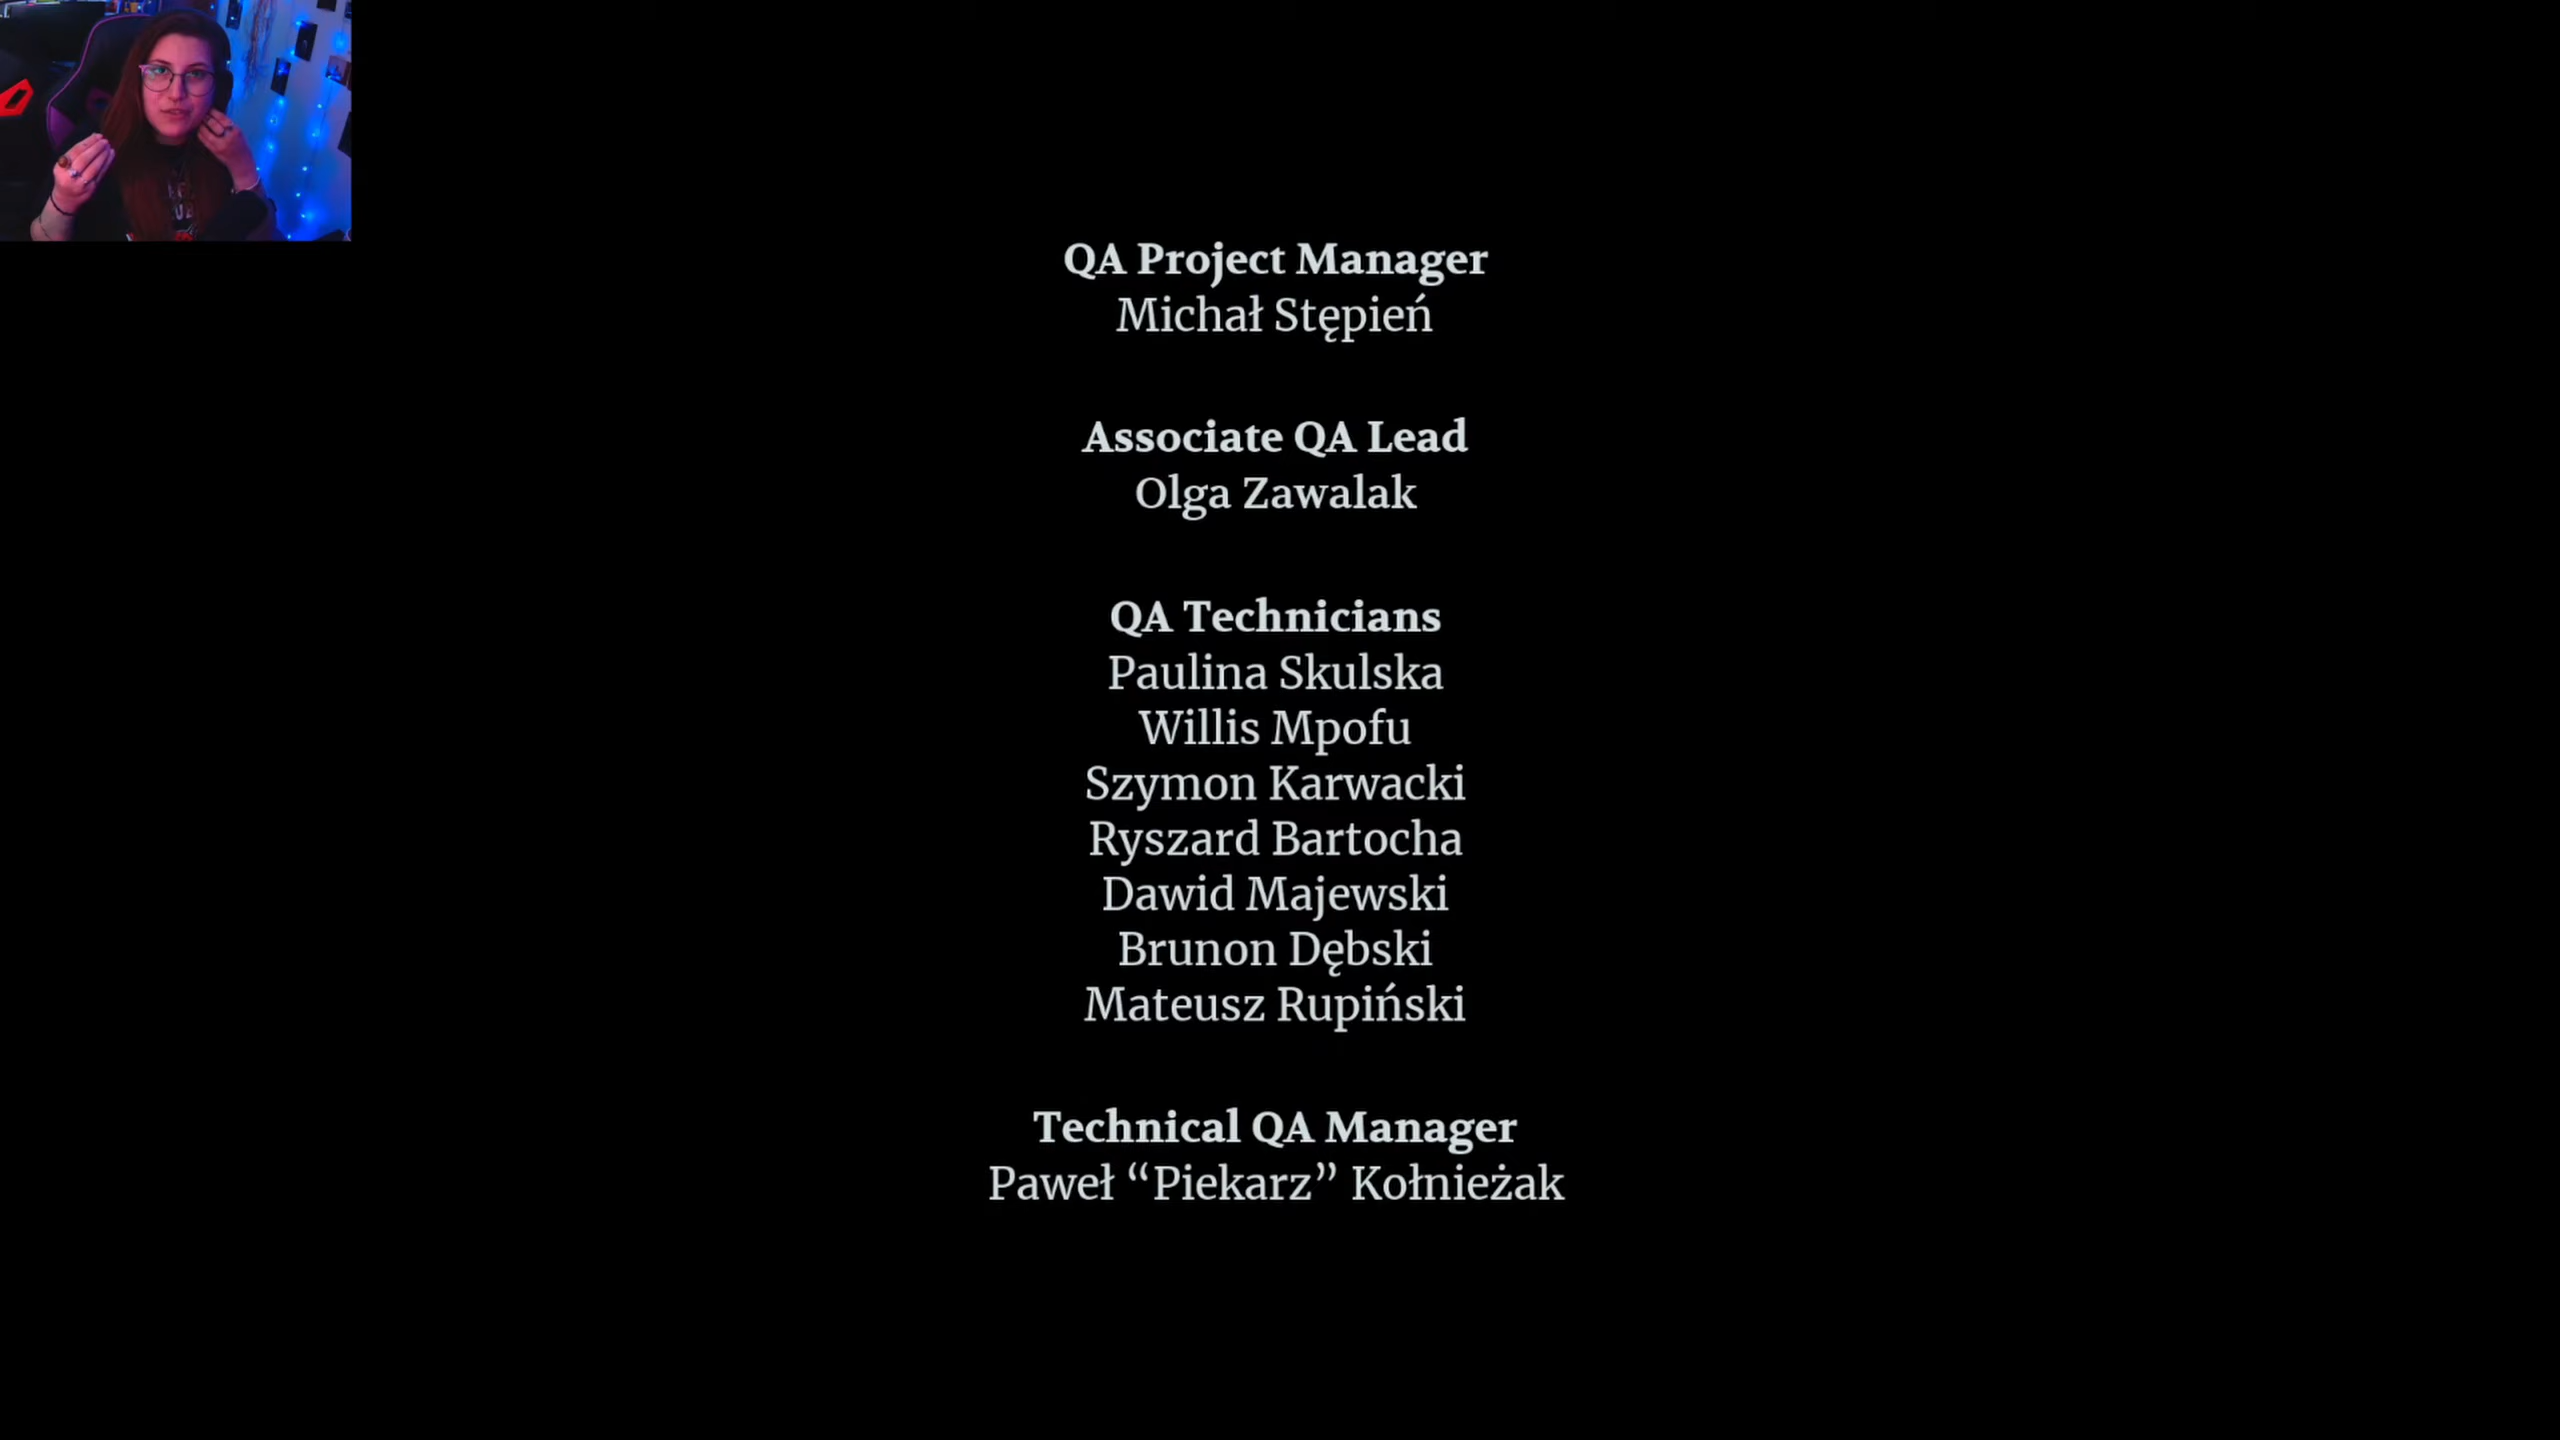 QA Project Manager
Michał Stępień
Associate QA Lead
Olga Zawalak
QA Technicians
Paulina Skulska
Willis Mpofu
Szymon Karwacki
Ryszard Bartocha
Dawid Majewski
Brunon Dębski
Mateusz Rupiński
Technical QA Manager
Paweł “Piekarz” Kołnieżak